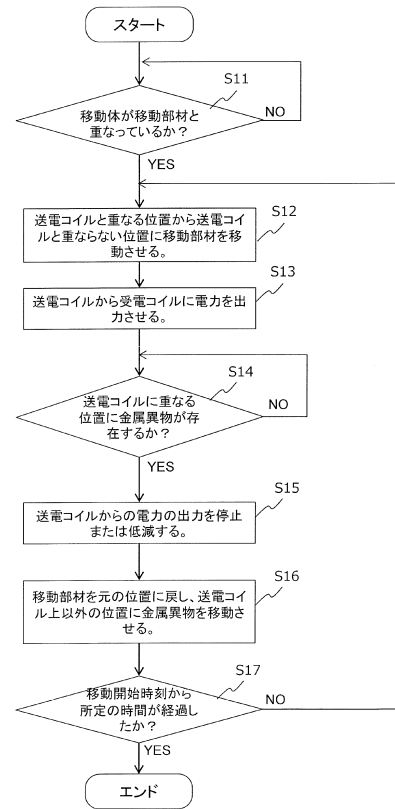 スタート
S11
移動体が移動部材と
重なっているか？
NO
YES
S12
送電コイルと重なる位置から送電コイ
ルと重ならない位置に移動部材を移
動させる。
S13
送電コイルから受電コイルに電力を出
力させる。
S14
送電コイルに重なる
位置に金属異物が存
在するか？
NO
YES
S15
送電コイルからの電力の出力を停止
または低減する。
S16
移動部材を元の位置に戻し、送電コイ
ル上以外の位置に金属異物を移動さ
せる。
S17
移動開始時刻から
所定の時間が経過し
たか？
NO
YES
エンド